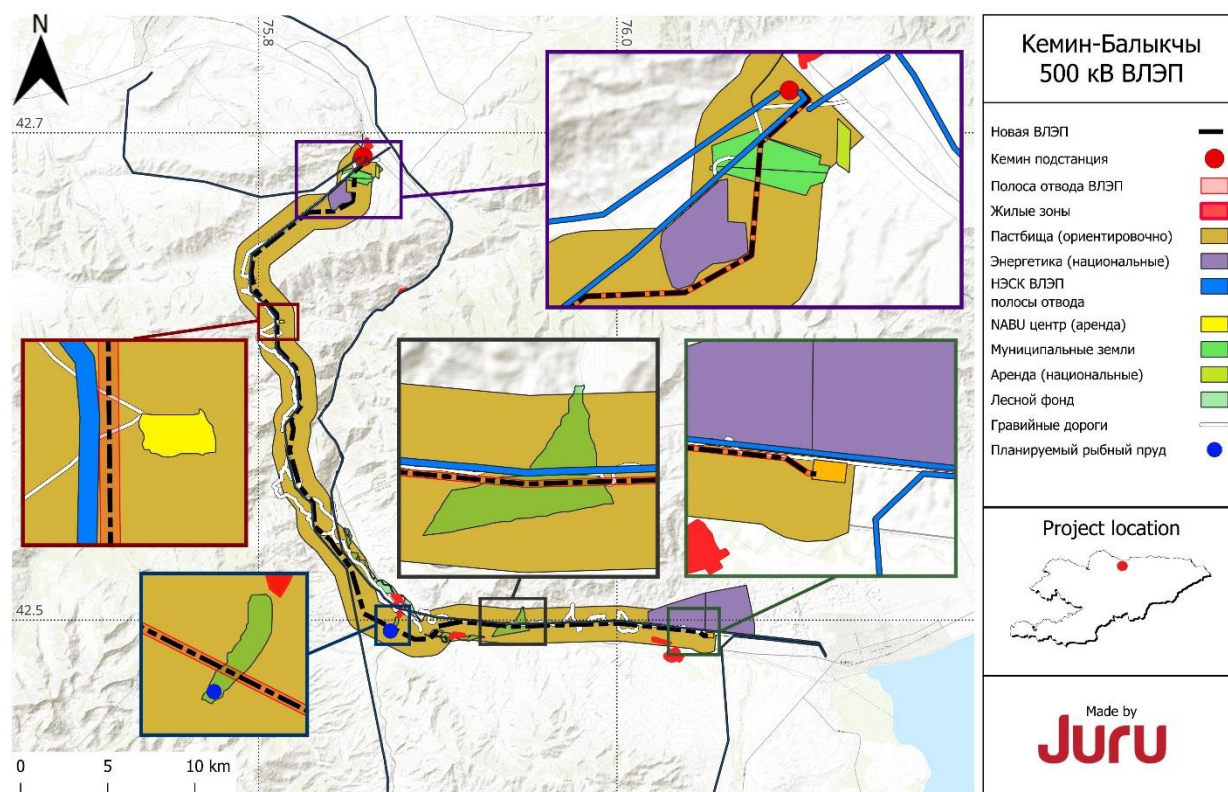 N
75.8
76.0
42.7
42.5
0 5 10 km
Кемин-Балыкчы
500 кВ ВЛЭП
Новая ВЛЭП
Кемин подстанция
Полоса отвода ВЛЭП
Жилые зоны
Пастбища (ориентировочно)
Энергетика (национальные)
НЭСК ВЛЭП
полосы отвода
NABU центр (аренда)
Муниципальные земли
Аренда (национальные)
Лесной фонд
Гравийные дороги
Планируемый рыбный пруд
Project location
Made by
Juru